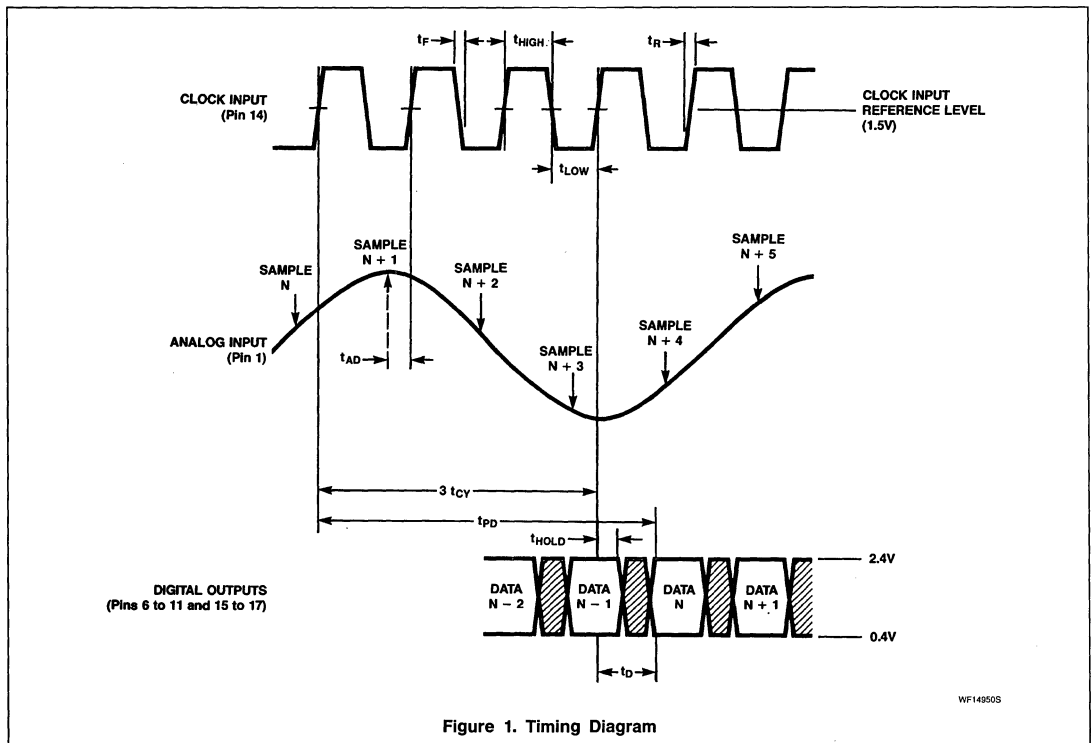 tF
tHIGH
tR
CLOCK INPUT
(Pin 14)
CLOCK INPUT
REFERENCE LEVEL
(1.5V)
tLOW
SAMPLE
N
SAMPLE
N + 1
SAMPLE
N + 2
SAMPLE
N + 3
SAMPLE
N + 4
SAMPLE
N + 5
ANALOG INPUT
(Pin 1)
tAD
3 tCY
tPD
tHOLD
2.4V
DIGITAL OUTPUTS
(Pins 6 to 11 and 15 to 17)
DATA
N − 2
DATA
N − 1
DATA
N
DATA
N + 1
0.4V
tD
WF14950S
Figure 1. Timing Diagram